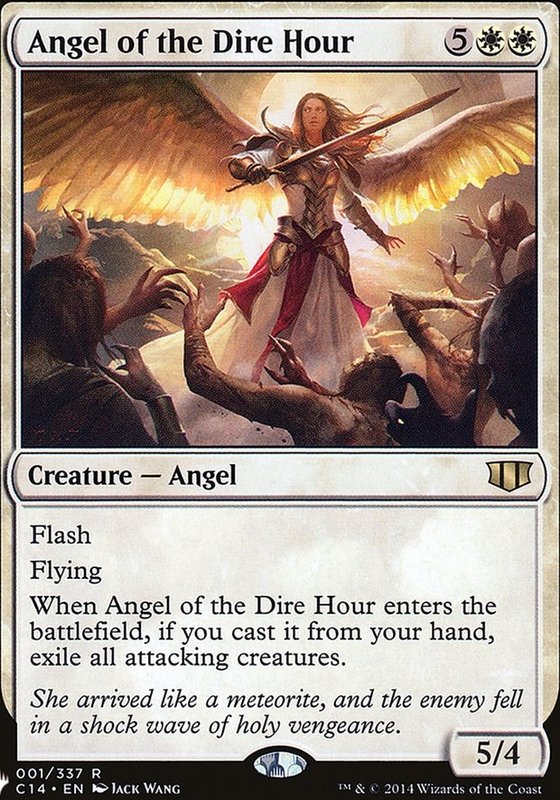 Angel of the Dire Hour 5
Creature — Angel
Flash
Flying
When Angel of the Dire Hour enters the
battlefield, if you cast it from your hand,
exile all attacking creatures.
She arrived like a meteorite, and the enemy fell
in a shock wave of holy vengeance.
5/4
001/337 R
C14 • EN Jack Wang
™ & © 2014 Wizards of the Coast